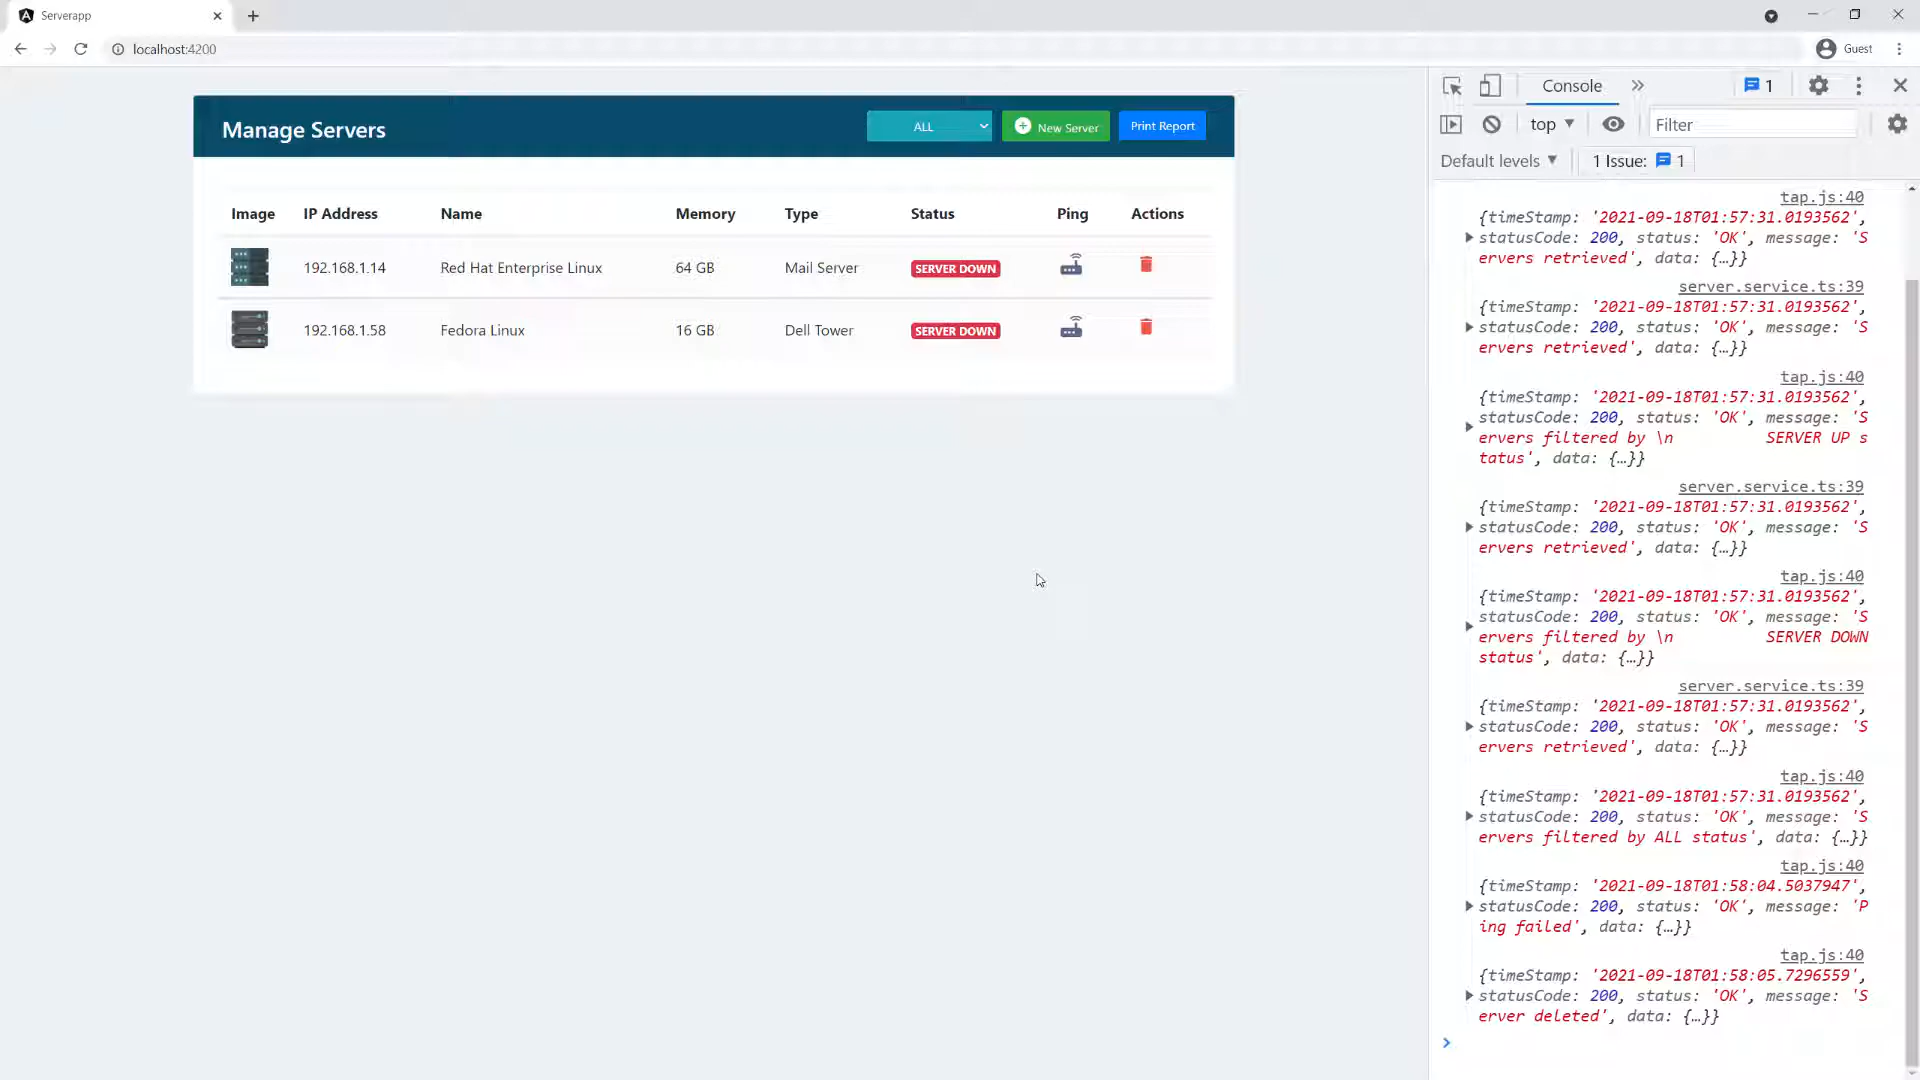 Serverapp
localhost:4200
Guest
Manage Servers
ALL
New Server
Print Report
Image IP Address Name Memory Type Status Ping Actions
192.168.1.14 Red Hat Enterprise Linux 64 GB Mail Server SERVER DOWN
192.168.1.58 Fedora Linux 16 GB Dell Tower SERVER DOWN
Console
1
top
Filter
Default levels
1 Issue: 1
tap.js:40
{timeStamp: '2021-09-18T01:57:31.0193562',
statusCode: 200, status: 'OK', message: 'S
ervers retrieved', data: {…}}
server.service.ts:39
{timeStamp: '2021-09-18T01:57:31.0193562',
statusCode: 200, status: 'OK', message: 'S
ervers retrieved', data: {…}}
tap.js:40
{timeStamp: '2021-09-18T01:57:31.0193562',
statusCode: 200, status: 'OK', message: 'S
ervers filtered by \n SERVER UP s
tatus', data: {…}}
server.service.ts:39
{timeStamp: '2021-09-18T01:57:31.0193562',
statusCode: 200, status: 'OK', message: 'S
ervers retrieved', data: {…}}
tap.js:40
{timeStamp: '2021-09-18T01:57:31.0193562',
statusCode: 200, status: 'OK', message: 'S
ervers filtered by \n SERVER DOWN
status', data: {…}}
server.service.ts:39
{timeStamp: '2021-09-18T01:57:31.0193562',
statusCode: 200, status: 'OK', message: 'S
ervers retrieved', data: {…}}
tap.js:40
{timeStamp: '2021-09-18T01:57:31.0193562',
statusCode: 200, status: 'OK', message: 'S
ervers filtered by ALL status', data: {…}}
tap.js:40
{timeStamp: '2021-09-18T01:58:04.5037947',
statusCode: 200, status: 'OK', message: 'P
ing failed', data: {…}}
tap.js:40
{timeStamp: '2021-09-18T01:58:05.7296559',
statusCode: 200, status: 'OK', message: 'S
erver deleted', data: {…}}